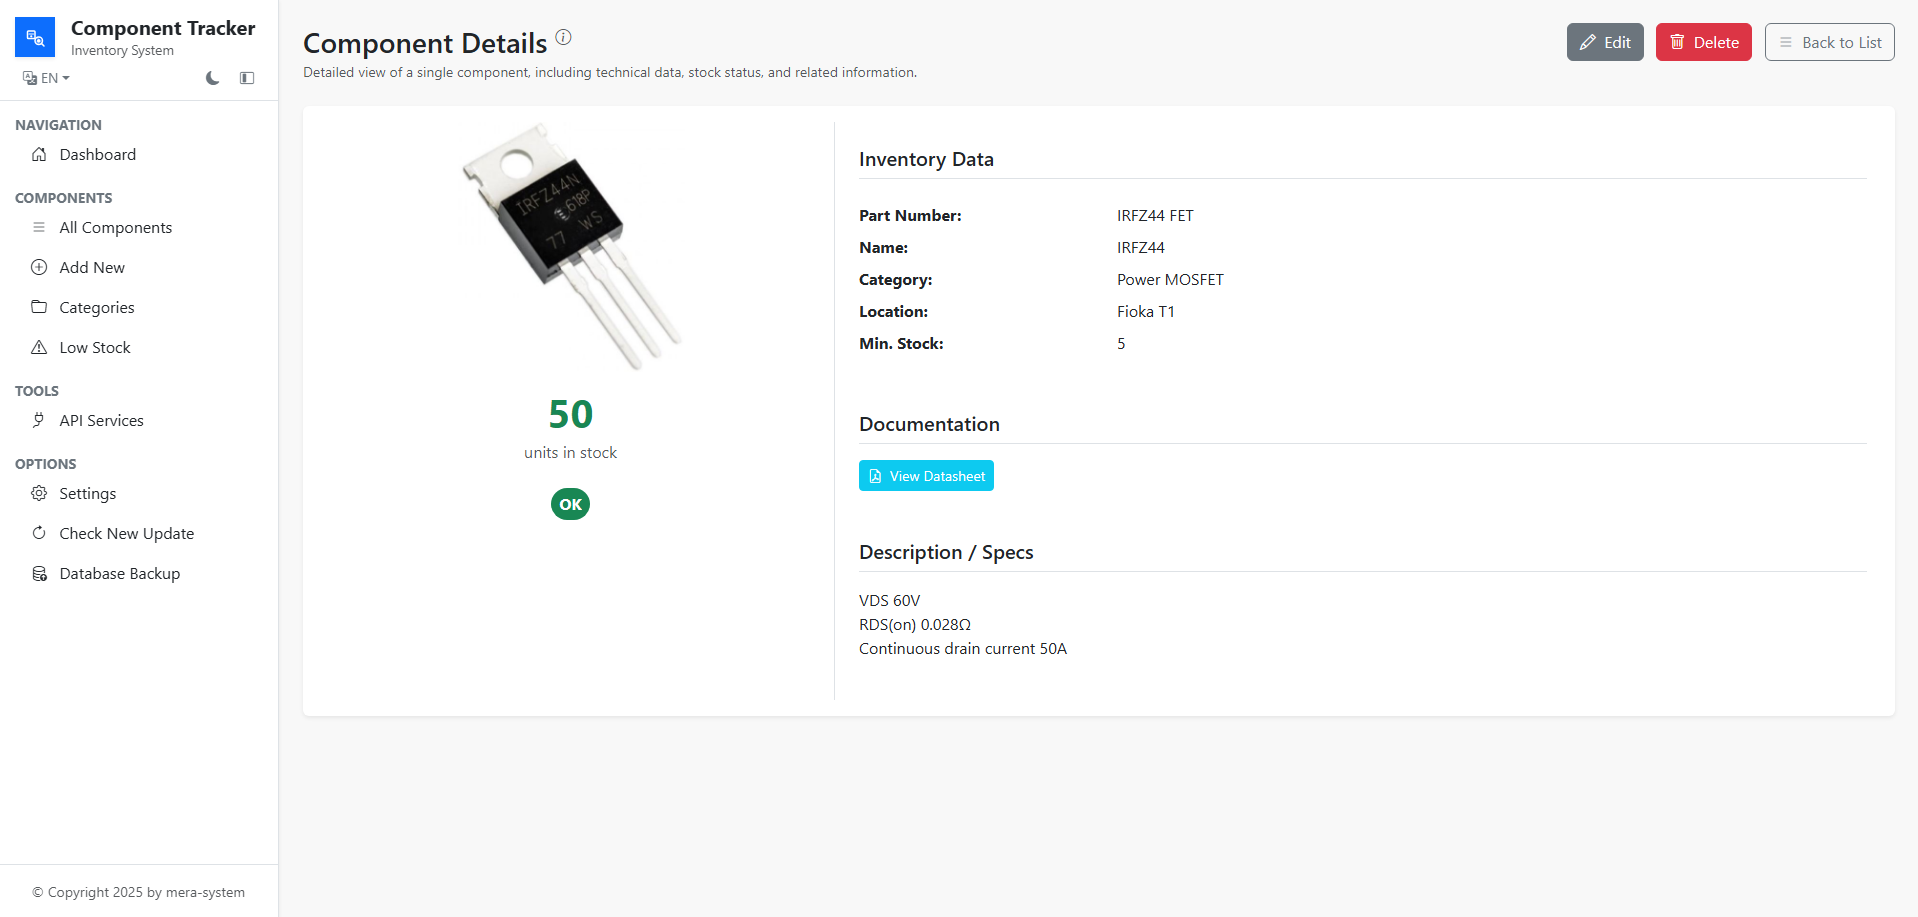 Component Tracker
Inventory System
EN
NAVIGATION
Dashboard
COMPONENTS
All Components
Add New
Categories
Low Stock
TOOLS
API Services
OPTIONS
Settings
Check New Update
Database Backup
© Copyright 2025 by mera-system
Component Details
Detailed view of a single component, including technical data, stock status, and related information.
Edit
Delete
Back to List
IRFZ44N
618P
77 WS
50
units in stock
OK
Inventory Data
Part Number: IRFZ44 FET
Name: IRFZ44
Category: Power MOSFET
Location: Fioka T1
Min. Stock: 5
Documentation
View Datasheet
Description / Specs
VDS 60V
RDS(on) 0.028Ω
Continuous drain current 50A